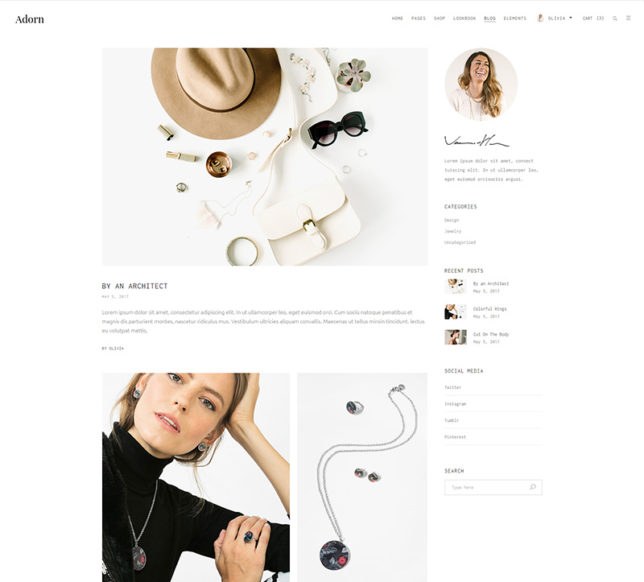 Adorn
HOME PAGES SHOP LOOKBOOK BLOG ELEMENTS OLIVIA CART (3)
BY AN ARCHITECT
May 5, 2017
Lorem ipsum dolor sit amet, consectetur adipiscing elit. In ut ullamcorper leo, eget euismod orci. Cum sociis natoque penatibus et
magnis dis parturient montes, nascetur ridiculus mus. Vestibulum ultricies aliquam convallis. Maecenas ut tellus minsin tincidunt, lectus
eu volutpat mattis.
BY OLIVIA
Lorem ipsum dolor sit amet, consect
tuiscing elit. In ut ullamcorper leo,
eget euismod orcisociis argusi.
CATEGORIES
Design
Jewelry
Uncategorized
RECENT POSTS
By an Architect
May 5, 2017
Colorful Rings
May 5, 2017
Cut On The Body
May 5, 2017
SOCIAL MEDIA
Twitter
Instagram
Tumblr
Pinterest
SEARCH
Type here